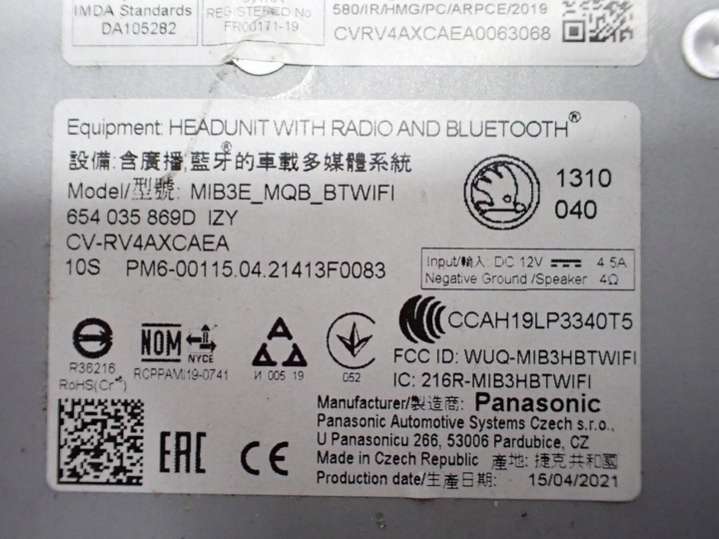 IMDA Standards
DA105282
REGISTERED No
FR00171-19
580/IR/HMG/PC/ARPCE/2019
CVRV4AXCAEA0063068
Equipment: HEADUNIT WITH RADIO AND BLUETOOTH®
設備:含廣播,藍牙®的車載多媒體系統
Model/型號: MIB3E_MQB_BTWIFI
654 035 869D IZY
CV-RV4AXCAEA
10S PM6-00115.04.21413F0083
1310
040
Input/輸入: DC 12V 4.5A
Negative Ground /Speaker 4Ω
CCAH19LP3340T5
FCC ID: WUQ-MIB3HBTWIFI
IC: 216R-MIB3HBTWIFI
R36216
RoHS(Cr⁺⁶)
NOM
NYCE
RCPPAMI19-0741
И 005 19
052
Manufacturer/製造商: Panasonic
Panasonic Automotive Systems Czech s.r.o.,
U Panasonicu 266, 53006 Pardubice, CZ
Made in Czech Republic 產地: 捷克共和國
Production date/生產日期: 15/04/2021
EAC CE